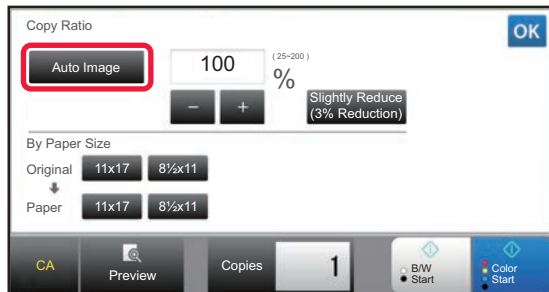 Copy Ratio
OK
Auto Image
100
(25~200)
%
− +
Slightly Reduce
(3% Reduction)
By Paper Size
Original 11x17 8½x11
Paper 11x17 8½x11
CA
Preview
Copies 1
B/W
Start
Color
Start